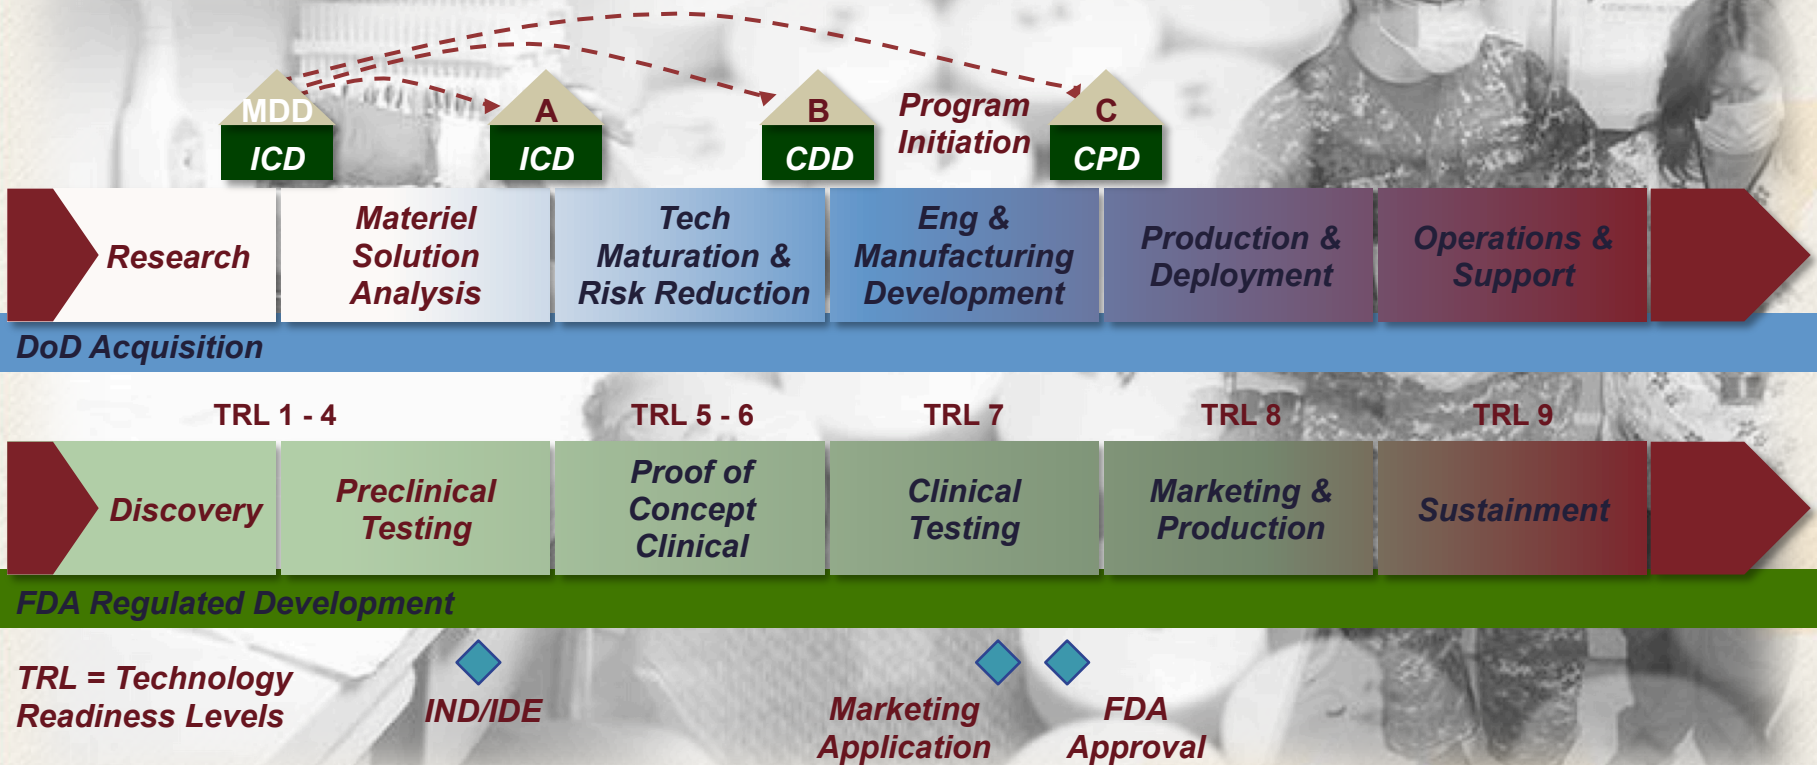 MDD
ICD
A
ICD
B
CDD
Program
Initiation
C
CPD
Research
Materiel
Solution
Analysis
Tech
Maturation &
Risk Reduction
Eng &
Manufacturing
Development
Production &
Deployment
Operations &
Support
DoD Acquisition
TRL 1 - 4
TRL 5 - 6
TRL 7
TRL 8
TRL 9
Discovery
Preclinical
Testing
Proof of
Concept
Clinical
Clinical
Testing
Marketing &
Production
Sustainment
FDA Regulated Development
TRL = Technology
Readiness Levels
IND/IDE
Marketing
Application
FDA
Approval